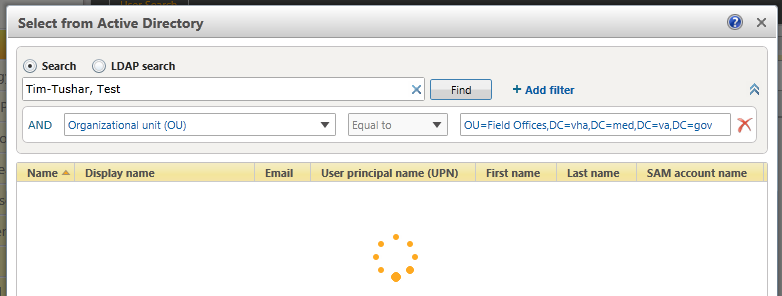 User Search
Select from Active Directory
Search LDAP search
Tim-Tushar, Test Find + Add filter
AND Organizational unit (OU) Equal to OU=Field Offices,DC=vha,DC=med,DC=va,DC=gov
Name Display name Email User principal name (UPN) First name Last name SAM account name